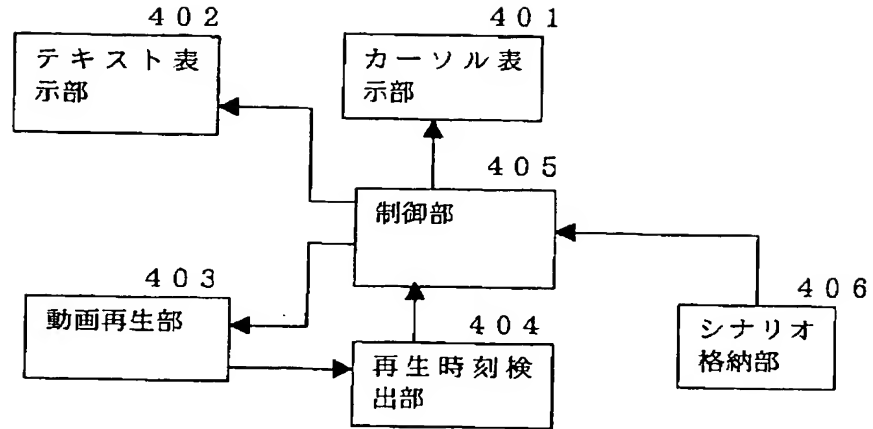 402
テキスト表
示部
401
カーソル表
示部
405
制御部
403
動画再生部
404
再生時刻検
出部
406
シナリオ
格納部